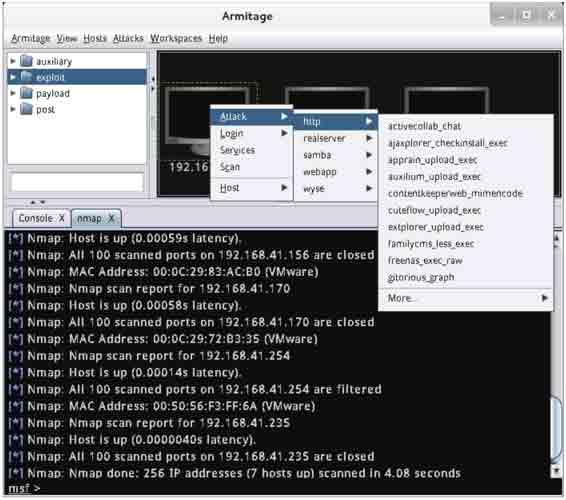 Armitage
Armitage View Hosts Attacks Workspaces Help
auxiliary
exploit
payload
post
192.16
Attack
Login
Services
Scan
Host
http
realserver
samba
webapp
wyse
activecollab_chat
ajaxplorer_checkinstall_exec
apprain_upload_exec
auxilium_upload_exec
contentkeeperweb_mimencode
cuteflow_upload_exec
extplorer_upload_exec
familycms_less_exec
freenas_exec_raw
gitorious_graph
More...
Console X nmap X
[*] Nmap: Host is up (0.00059s latency).
[*] Nmap: All 100 scanned ports on 192.168.41.156 are closed
[*] Nmap: MAC Address: 00:0C:29:83:AC:B0 (VMware)
[*] Nmap: Nmap scan report for 192.168.41.170
[*] Nmap: Host is up (0.00058s latency).
[*] Nmap: All 100 scanned ports on 192.168.41.170 are closed
[*] Nmap: MAC Address: 00:0C:29:72:B3:35 (VMware)
[*] Nmap: Nmap scan report for 192.168.41.254
[*] Nmap: Host is up (0.00014s latency).
[*] Nmap: All 100 scanned ports on 192.168.41.254 are filtered
[*] Nmap: MAC Address: 00:50:56:F3:FF:6A (VMware)
[*] Nmap: Nmap scan report for 192.168.41.235
[*] Nmap: Host is up (0.0000040s latency).
[*] Nmap: All 100 scanned ports on 192.168.41.235 are closed
[*] Nmap: Nmap done: 256 IP addresses (7 hosts up) scanned in 4.08 seconds
msf >